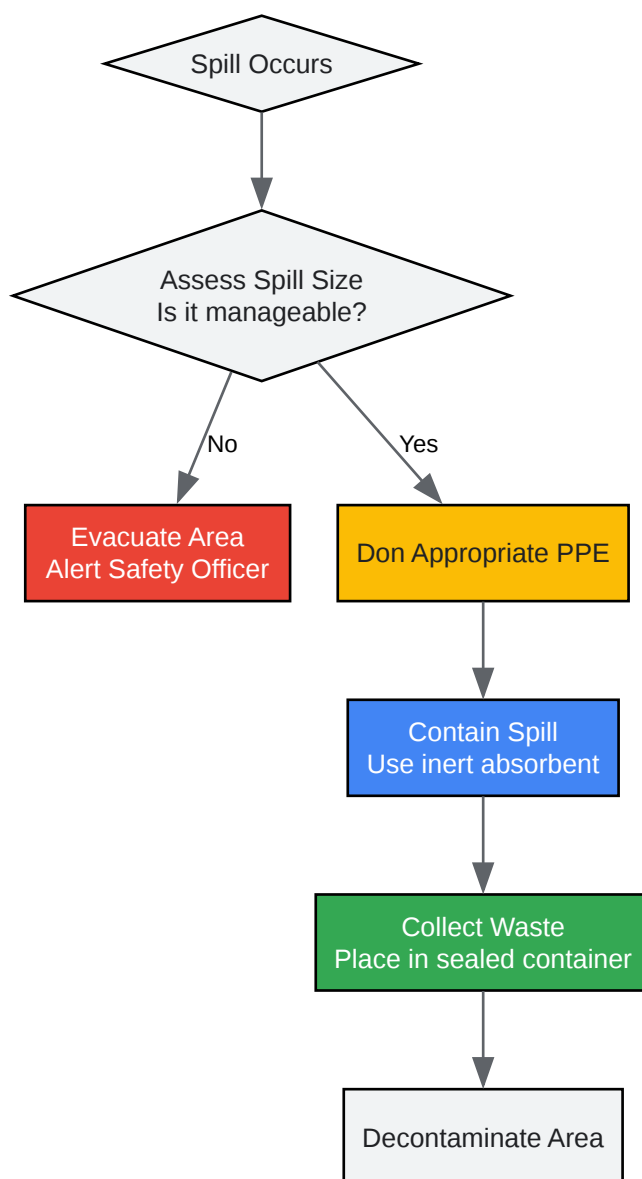 Spill Occurs
Assess Spill Size
Is it manageable?
No
Yes
Evacuate Area
Alert Safety Officer
Don Appropriate PPE
Contain Spill
Use inert absorbent
Collect Waste
Place in sealed container
Decontaminate Area